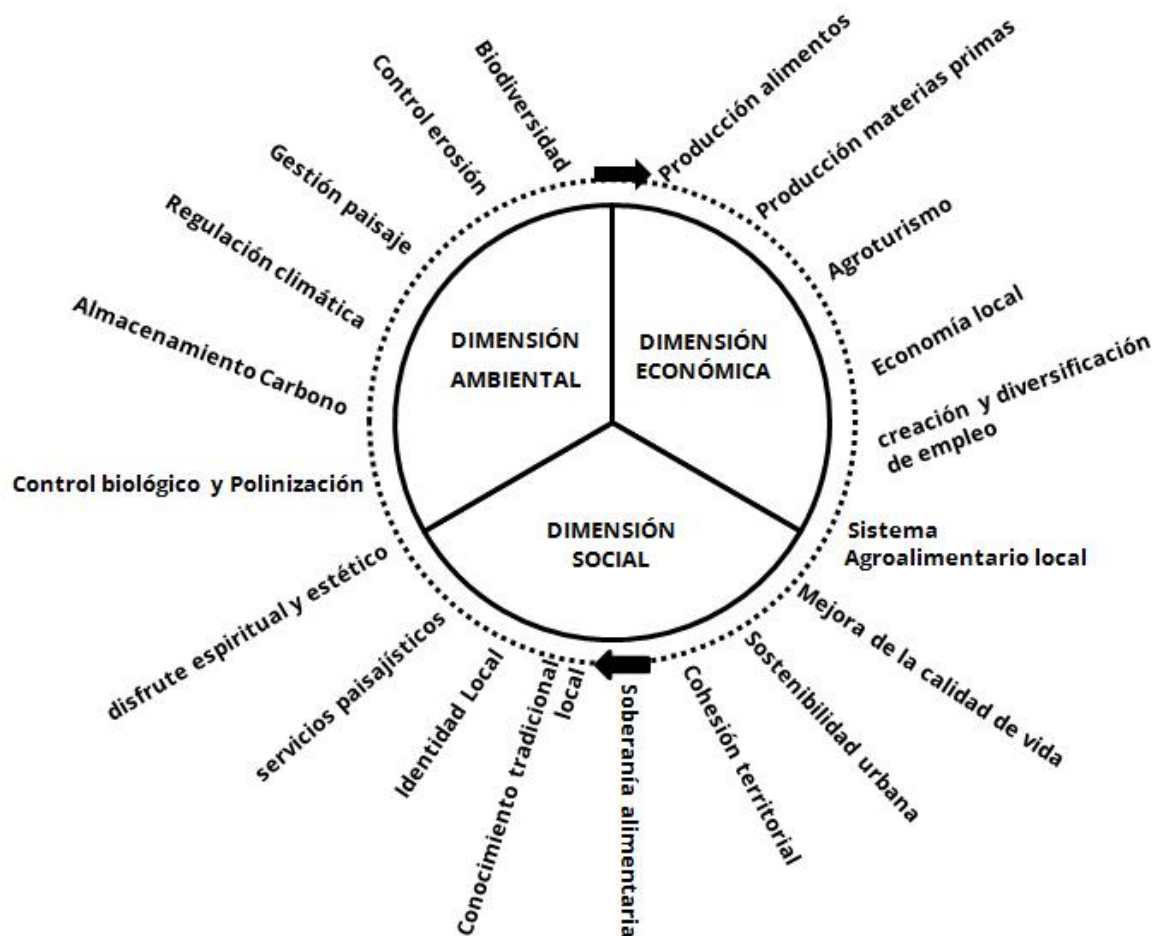 Biodiversidad
Control erosión
Gestión paisaje
Regulación climática
Almacenamiento Carbono
Control biológico y Polinización
Producción alimentos
Producción materias primas
Agroturismo
Economía local
creación y diversificación
de empleo
Sistema
Agroalimentario local
DIMENSIÓN
AMBIENTAL
DIMENSIÓN
ECONÓMICA
DIMENSIÓN
SOCIAL
Mejora de la calidad de vida
Sostenibilidad urbana
Cohesión territorial
Soberanía alimentaria
Conocimiento tradicional
local
Identidad Local
servicios paisajísticos
disfrute espiritual y estético